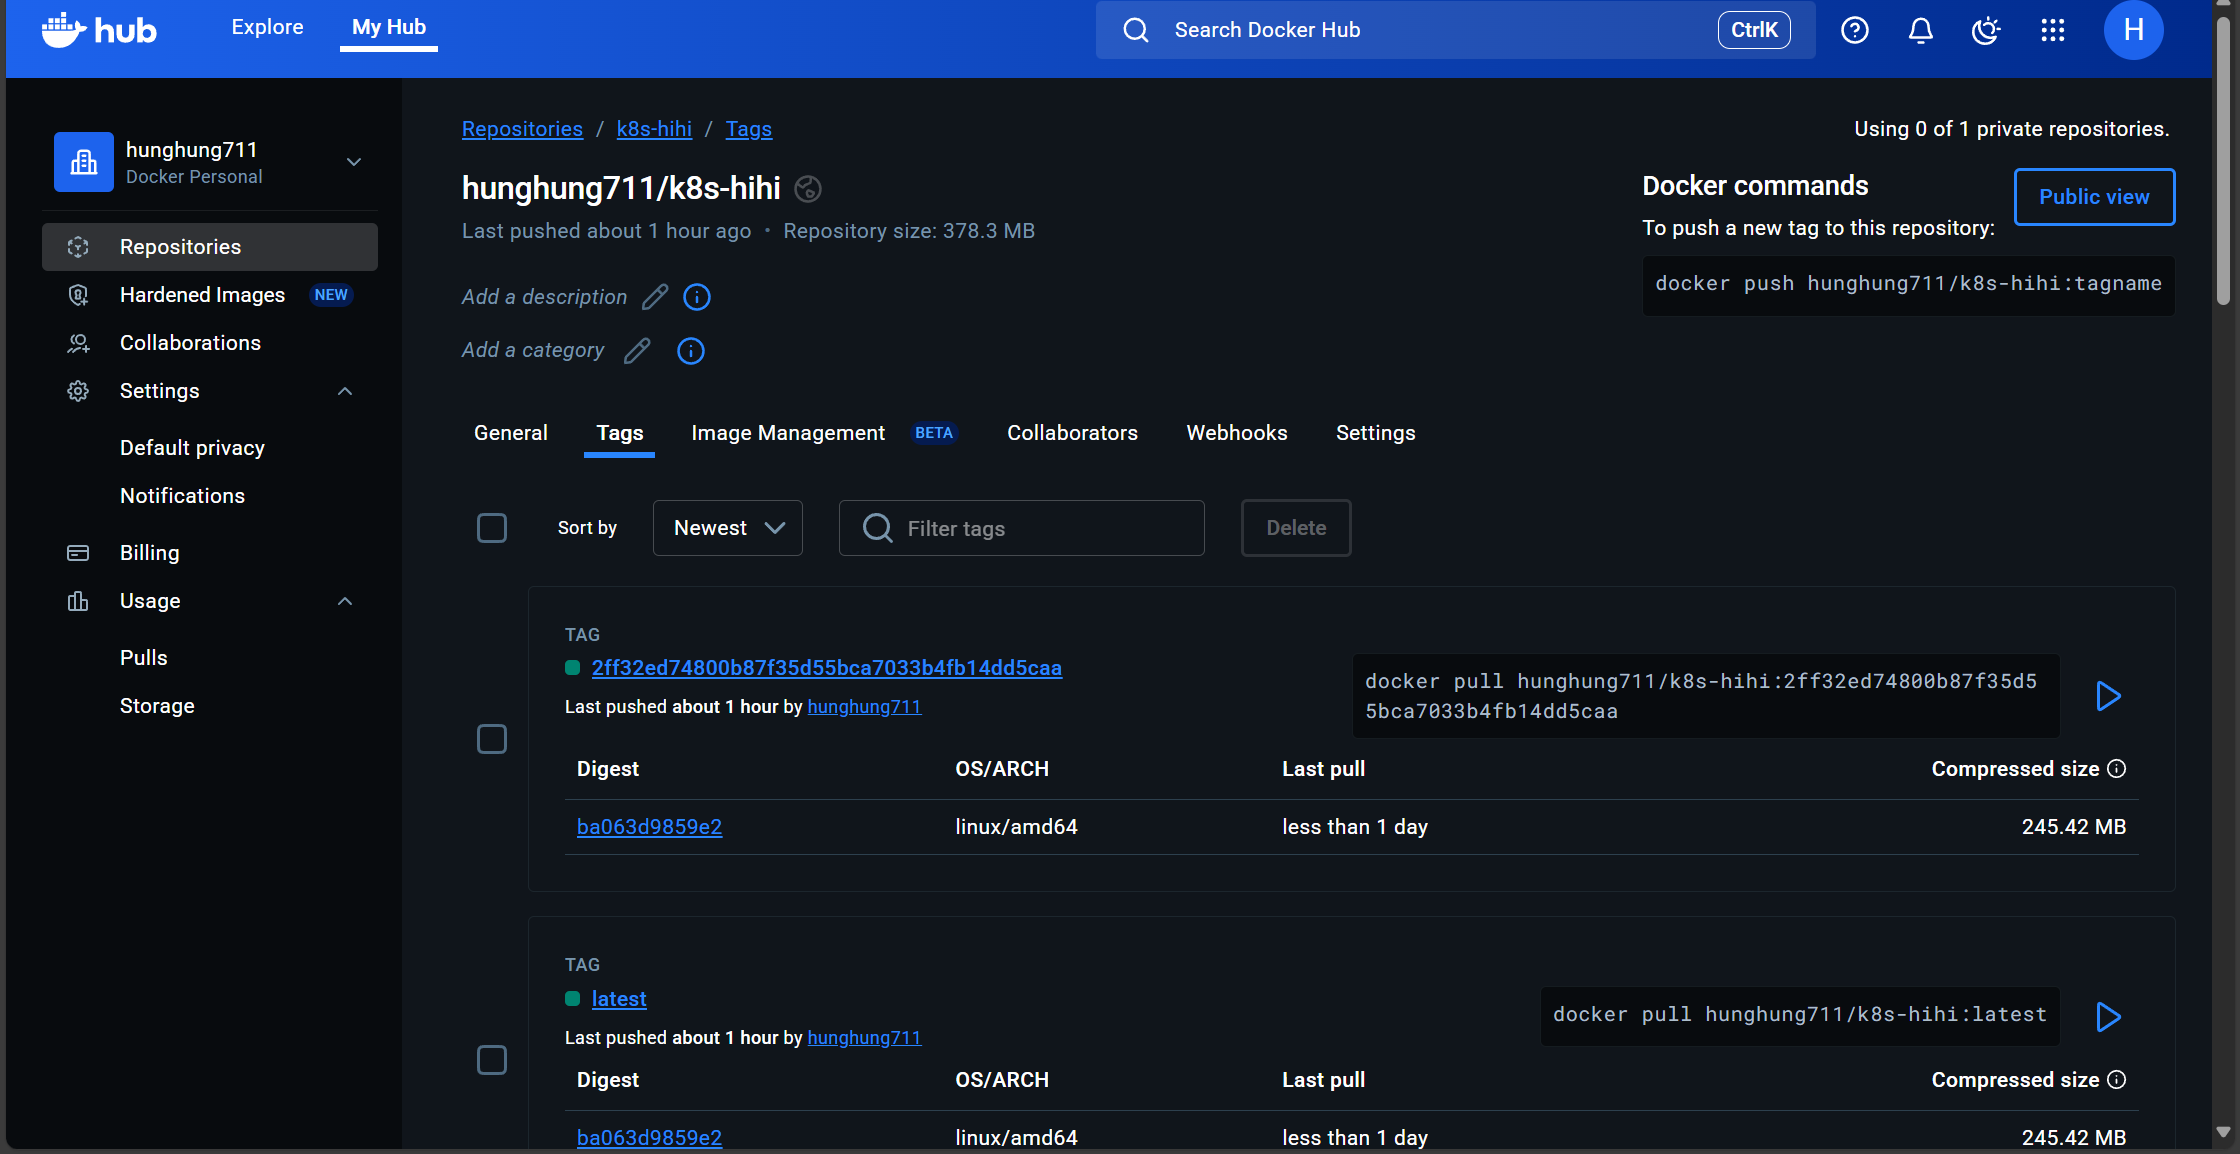 hub
Explore
My Hub
Search Docker Hub
CtrlK
H
hunghung711
Docker Personal
Repositories
Hardened Images NEW
Collaborations
Settings
Default privacy
Notifications
Billing
Usage
Pulls
Storage
Repositories / k8s-hihi / Tags
Using 0 of 1 private repositories.
hunghung711/k8s-hihi
Last pushed about 1 hour ago • Repository size: 378.3 MB
Add a description
Add a category
Docker commands
Public view
To push a new tag to this repository:
docker push hunghung711/k8s-hihi:tagname
General
Tags
Image Management BETA
Collaborators
Webhooks
Settings
Sort by
Newest
Filter tags
Delete
TAG
2ff32ed74800b87f35d55bca7033b4fb14dd5caa
Last pushed about 1 hour by hunghung711
docker pull hunghung711/k8s-hihi:2ff32ed74800b87f35d5
5bca7033b4fb14dd5caa
Digest OS/ARCH Last pull Compressed size
ba063d9859e2 linux/amd64 less than 1 day 245.42 MB
TAG
latest
Last pushed about 1 hour by hunghung711
docker pull hunghung711/k8s-hihi:latest
Digest OS/ARCH Last pull Compressed size
ba063d9859e2 linux/amd64 less than 1 day 245.42 MB